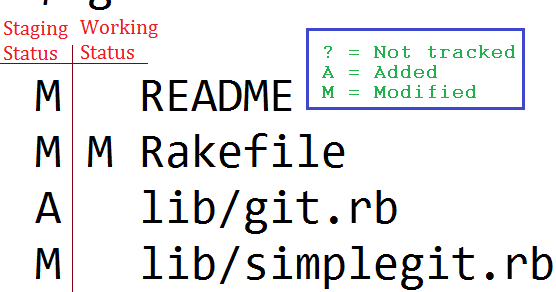 Staging Working
Status Status
? = Not tracked
A = Added
M = Modified
M README
M M Rakefile
A lib/git.rb
M lib/simplegit.rb